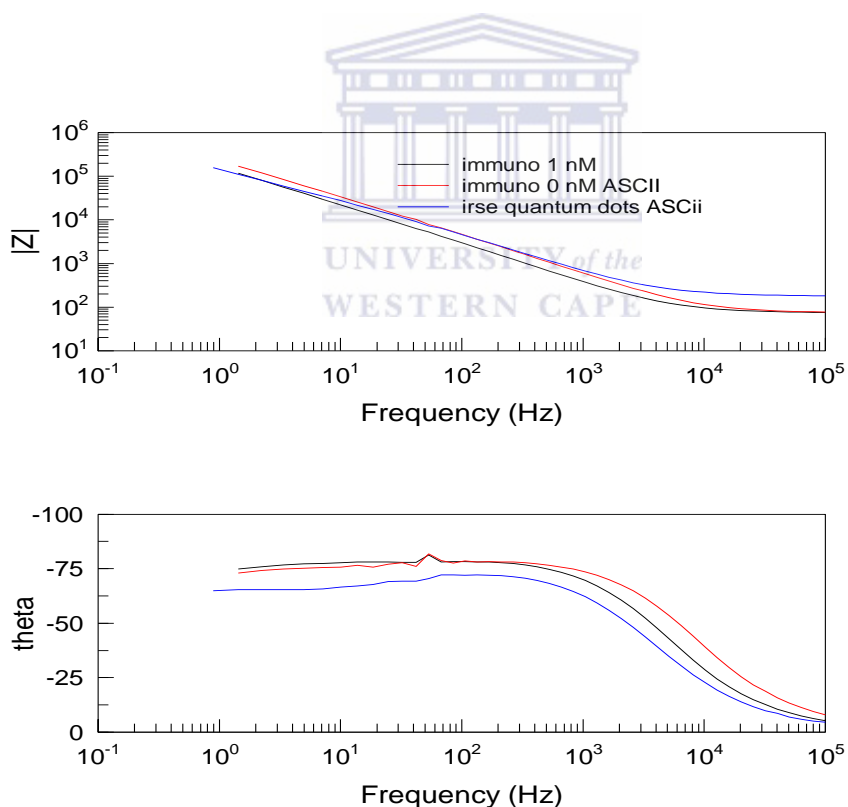 10^6
10^5
10^4
10^3
10^2
10^1
|Z|
immuno 1 nM
immuno 0 nM ASCII
irse quantum dots ASCii
UNIVERSITY of the
WESTERN CAPE
10^-1 10^0 10^1 10^2 10^3 10^4 10^5
Frequency (Hz)
-100
-75
-50
-25
0
theta
10^-1 10^0 10^1 10^2 10^3 10^4 10^5
Frequency (Hz)